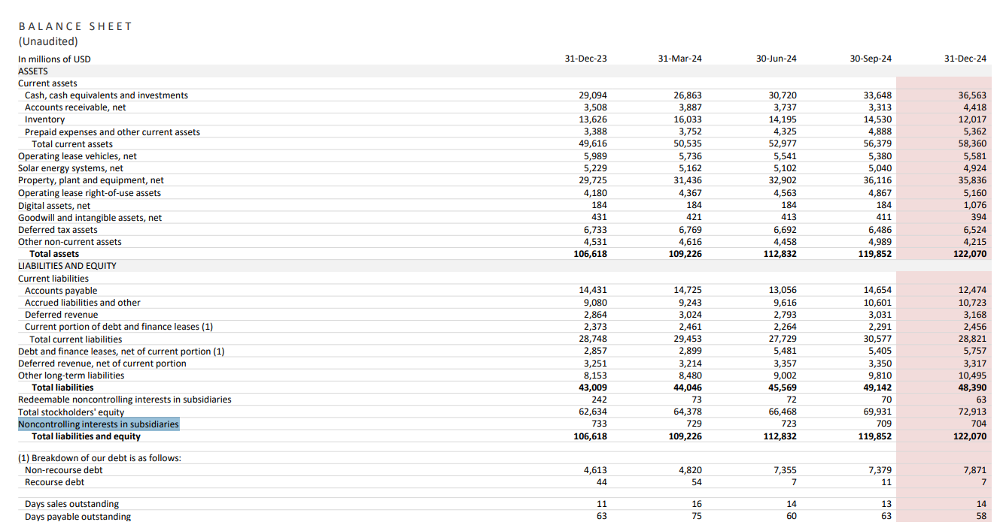 BALANCE SHEET
(Unaudited)
In millions of USD 31-Dec-23 31-Mar-24 30-Jun-24 30-Sep-24 31-Dec-24
ASSETS
Current assets
Cash, cash equivalents and investments 29,094 26,863 30,720 33,648 36,563
Accounts receivable, net 3,508 3,887 3,737 3,313 4,418
Inventory 13,626 16,033 14,195 14,530 12,017
Prepaid expenses and other current assets 3,388 3,752 4,325 4,888 5,362
Total current assets 49,616 50,535 52,977 56,379 58,360
Operating lease vehicles, net 5,989 5,736 5,541 5,380 5,581
Solar energy systems, net 5,229 5,162 5,102 5,040 4,924
Property, plant and equipment, net 29,725 31,436 32,902 36,116 35,836
Operating lease right-of-use assets 4,180 4,367 4,563 4,867 5,160
Digital assets, net 184 184 184 184 1,076
Goodwill and intangible assets, net 431 421 413 411 394
Deferred tax assets 6,733 6,769 6,692 6,486 6,524
Other non-current assets 4,531 4,616 4,458 4,989 4,215
Total assets 106,618 109,226 112,832 119,852 122,070
LIABILITIES AND EQUITY
Current liabilities
Accounts payable 14,431 14,725 13,056 14,654 12,474
Accrued liabilities and other 9,080 9,243 9,616 10,601 10,723
Deferred revenue 2,864 3,024 2,793 3,031 3,168
Current portion of debt and finance leases (1) 2,373 2,461 2,264 2,291 2,456
Total current liabilities 28,748 29,453 27,729 30,577 28,821
Debt and finance leases, net of current portion (1) 2,857 2,899 5,481 5,405 5,757
Deferred revenue, net of current portion 3,251 3,214 3,357 3,350 3,317
Other long-term liabilities 8,153 8,480 9,002 9,810 10,495
Total liabilities 43,009 44,046 45,569 49,142 48,390
Redeemable noncontrolling interests in subsidiaries 242 73 72 70 63
Total stockholders' equity 62,634 64,378 66,468 69,931 72,913
Noncontrolling interests in subsidiaries 733 729 723 709 704
Total liabilities and equity 106,618 109,226 112,832 119,852 122,070
(1) Breakdown of our debt is as follows:
Non-recourse debt 4,613 4,820 7,355 7,379 7,871
Recourse debt 44 54 7 11 7
Days sales outstanding 11 16 14 13 14
Days payable outstanding 63 75 60 63 58